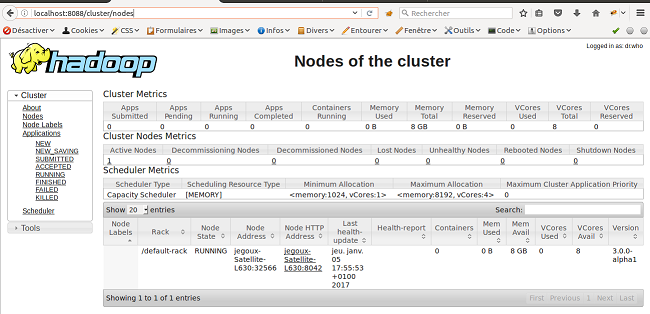 localhost:8088/cluster/nodes
Rechercher
Désactiver Cookies CSS Formulaires Images Infos Divers Entourer Fenêtre Outils Code Options
Logged in as: dr.who
hadoop
Nodes of the cluster
Cluster
About
Nodes
Node Labels
Applications
NEW
NEW_SAVING
SUBMITTED
ACCEPTED
RUNNING
FINISHED
FAILED
KILLED
Scheduler
Tools
Cluster Metrics
Apps Submitted Apps Pending Apps Running Apps Completed Containers Running Memory Used Memory Total Memory Reserved VCores Used VCores Total VCores Reserved
0 0 0 0 0 0 B 8 GB 0 B 0 8 0
Cluster Nodes Metrics
Active Nodes Decommissioning Nodes Decommissioned Nodes Lost Nodes Unhealthy Nodes Rebooted Nodes Shutdown Nodes
1 0 0 0 0 0 0
Scheduler Metrics
Scheduler Type Scheduling Resource Type Minimum Allocation Maximum Allocation Maximum Cluster Application Priority
Capacity Scheduler [MEMORY] <memory:1024, vCores:1> <memory:8192, vCores:4> 0
Show 20 entries Search:
Node Labels Rack Node State Node Address Node HTTP Address Last health-update Health-report Containers Mem Used Mem Avail VCores Used VCores Avail Version
/default-rack RUNNING jegoux-Satellite-L630:32566 jegoux-Satellite-L630:8042 jeu. janv. 05 17:55:53 +0100 2017 0 0 B 8 GB 0 8 3.0.0-alpha1
Showing 1 to 1 of 1 entries First Previous 1 Next Last